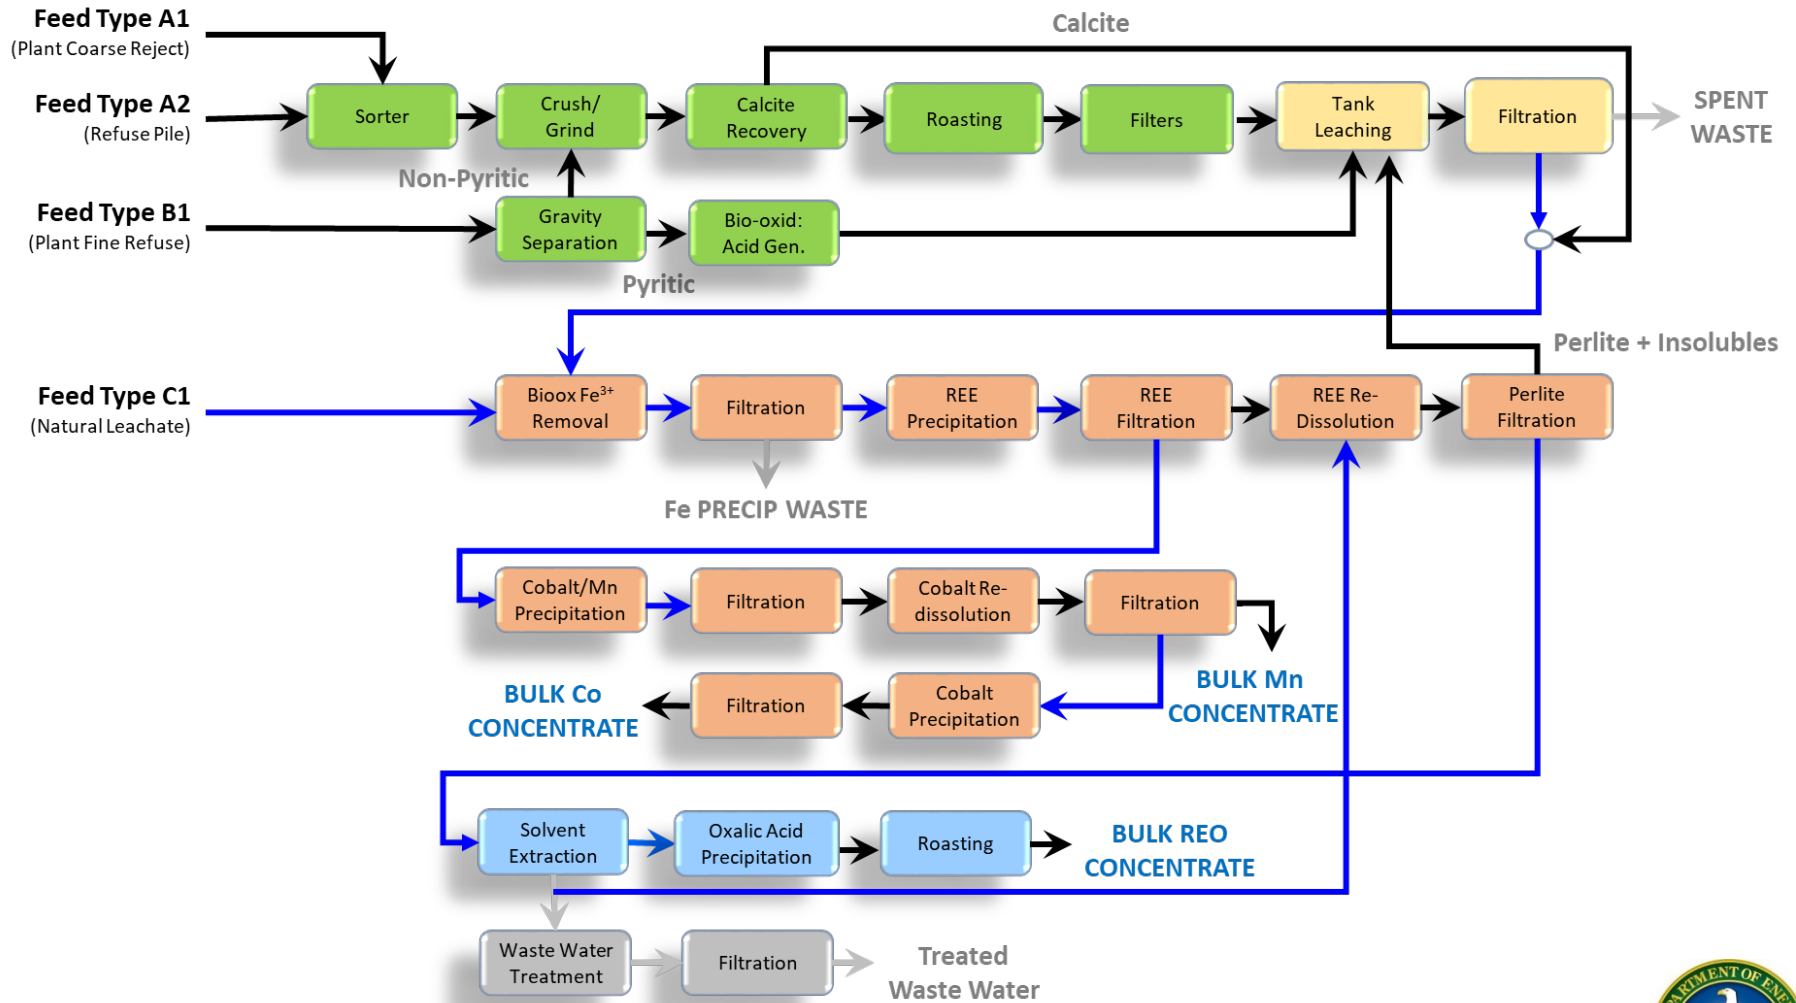 Feed Type A1
(Plant Coarse Reject)
Calcite
Feed Type A2
(Refuse Pile)
Sorter
Crush/
Grind
Calcite
Recovery
Roasting
Filters
Tank
Leaching
Filtration
SPENT
WASTE
Non-Pyritic
Feed Type B1
(Plant Fine Refuse)
Gravity
Separation
Bio-oxid:
Acid Gen.
Pyritic
Perlite + Insolubles
Feed Type C1
(Natural Leachate)
Bioox Fe³⁺
Removal
Filtration
REE
Precipitation
REE
Filtration
REE Re-
Dissolution
Perlite
Filtration
Fe PRECIP WASTE
Cobalt/Mn
Precipitation
Filtration
Cobalt Re-
dissolution
Filtration
BULK Mn
CONCENTRATE
BULK Co
CONCENTRATE
Filtration
Cobalt
Precipitation
Solvent
Extraction
Oxalic Acid
Precipitation
Roasting
BULK REO
CONCENTRATE
Waste Water
Treatment
Filtration
Treated
Waste Water